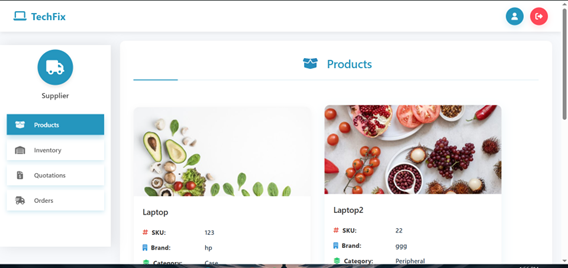 TechFix
Supplier
Products
Inventory
Quotations
Orders
Products
Laptop
# SKU: 123
Brand: hp
Category: Case
Laptop2
# SKU: 22
Brand: ggg
Category: Peripheral